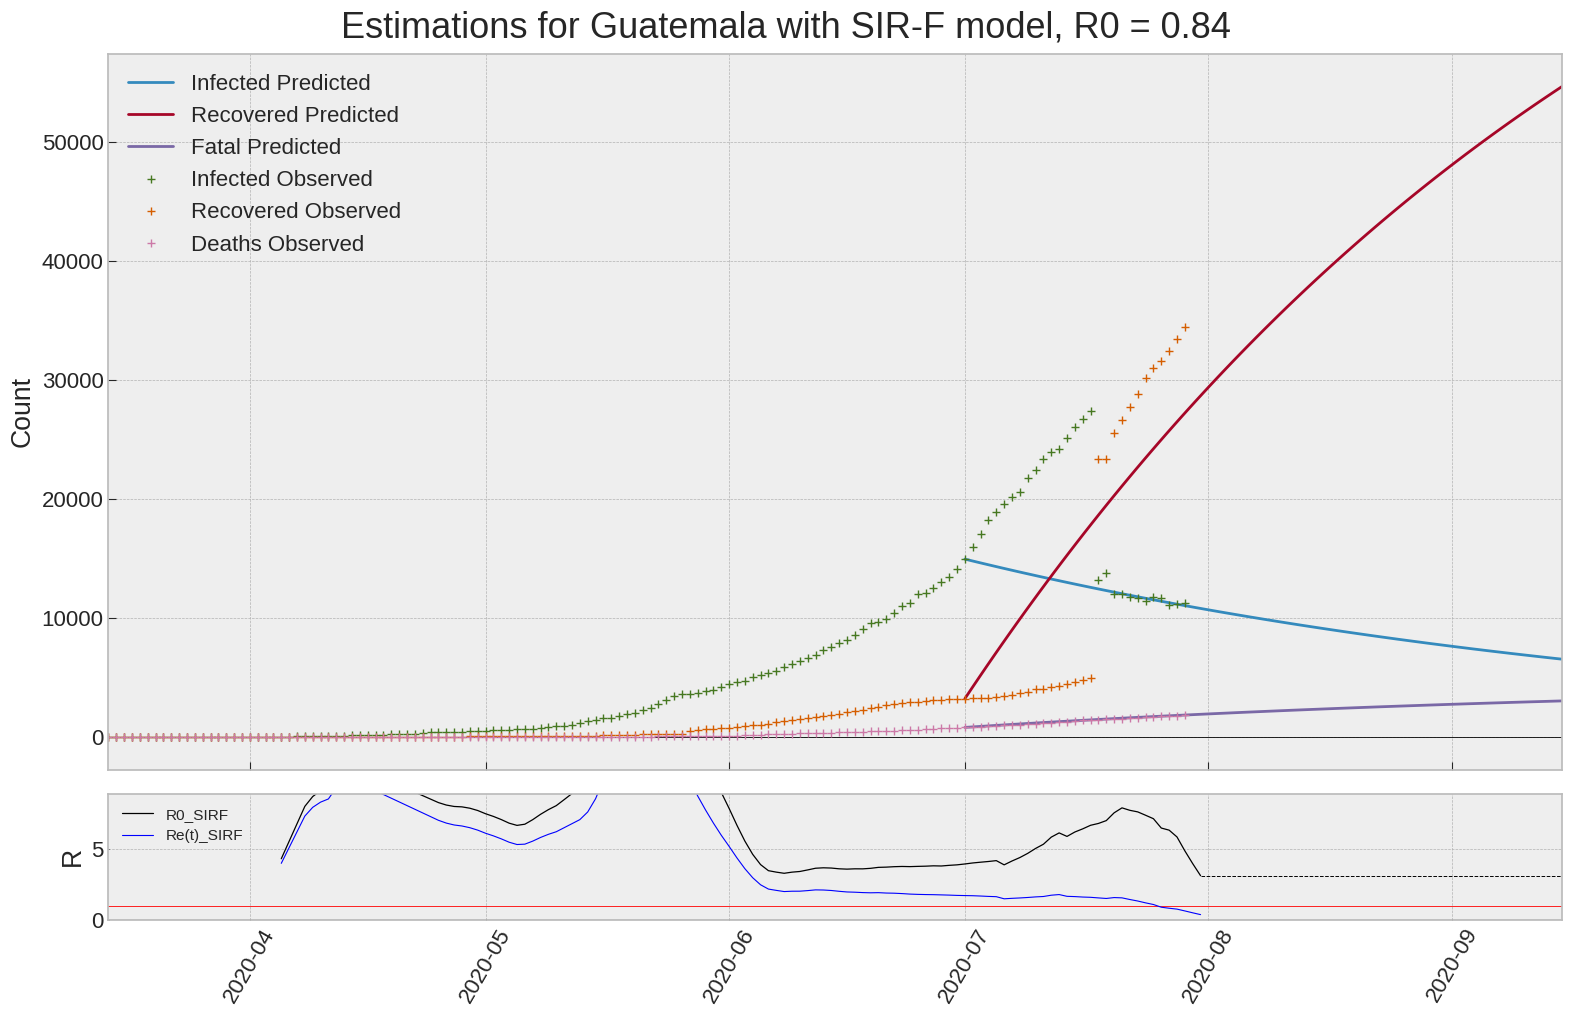 Estimations for Guatemala with SIR-F model, R0 = 0.84
Infected Predicted
Recovered Predicted
Fatal Predicted
Infected Observed
Recovered Observed
Deaths Observed
Count
50000
40000
30000
20000
10000
0
R0_SIRF
Re(t)_SIRF
R
5
0
2020-04
2020-05
2020-06
2020-07
2020-08
2020-09